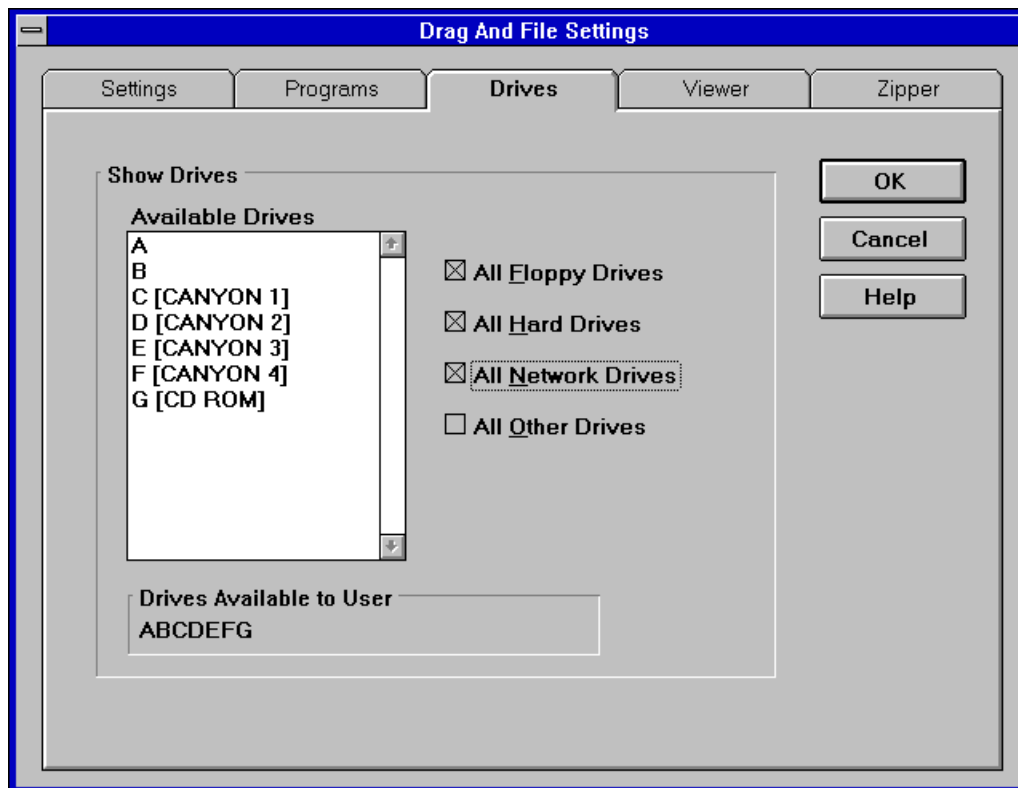 Drag And File Settings
Settings Programs Drives Viewer Zipper
Show Drives
Available Drives
A
B
C [CANYON 1]
D [CANYON 2]
E [CANYON 3]
F [CANYON 4]
G [CD ROM]
All Floppy Drives
All Hard Drives
All Network Drives
All Other Drives
Drives Available to User
ABCDEFG
OK
Cancel
Help